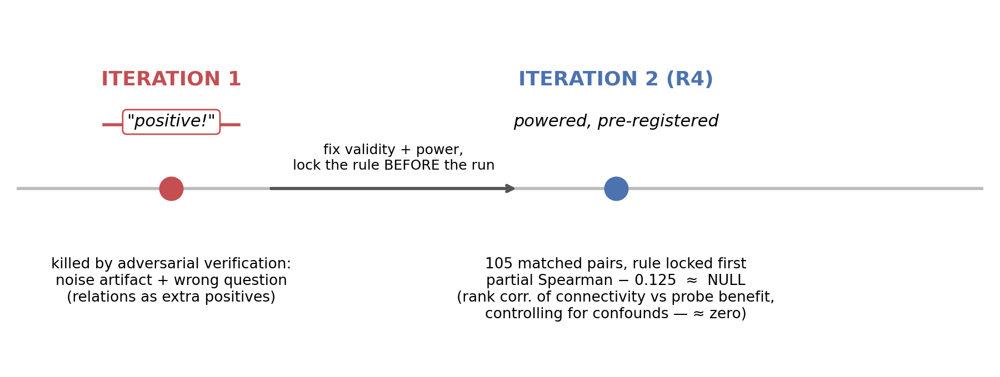 ITERATION 1
"positive!"
killed by adversarial verification:
noise artifact + wrong question
(relations as extra positives)
fix validity + power,
lock the rule BEFORE the run
ITERATION 2 (R4)
powered, pre-registered
105 matched pairs, rule locked first
partial Spearman − 0.125 ≈ NULL
(rank corr. of connectivity vs probe benefit,
controlling for confounds — ≈ zero)